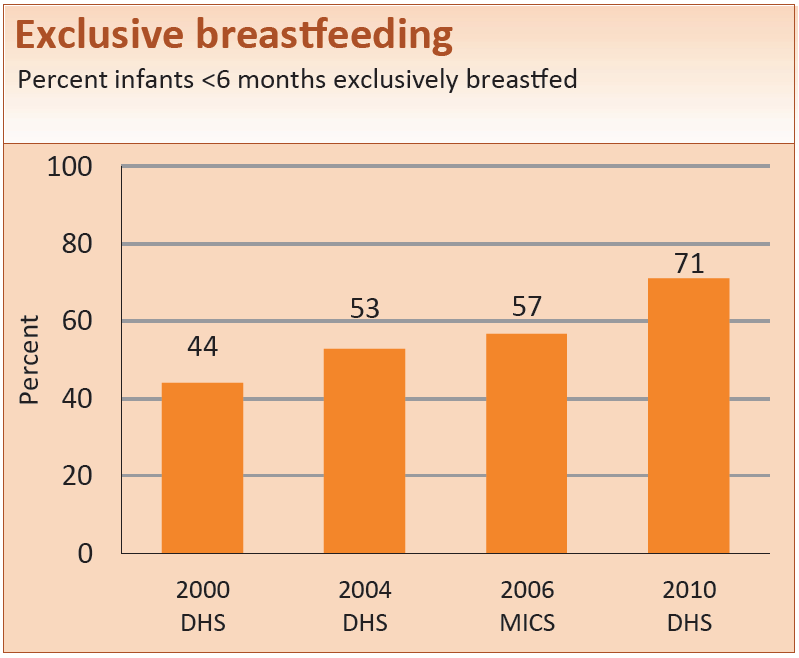 Exclusive breastfeeding
Percent infants <6 months exclusively breastfed
100
80
60
40
20
0
Percent
44
53
57
71
2000
DHS
2004
DHS
2006
MICS
2010
DHS